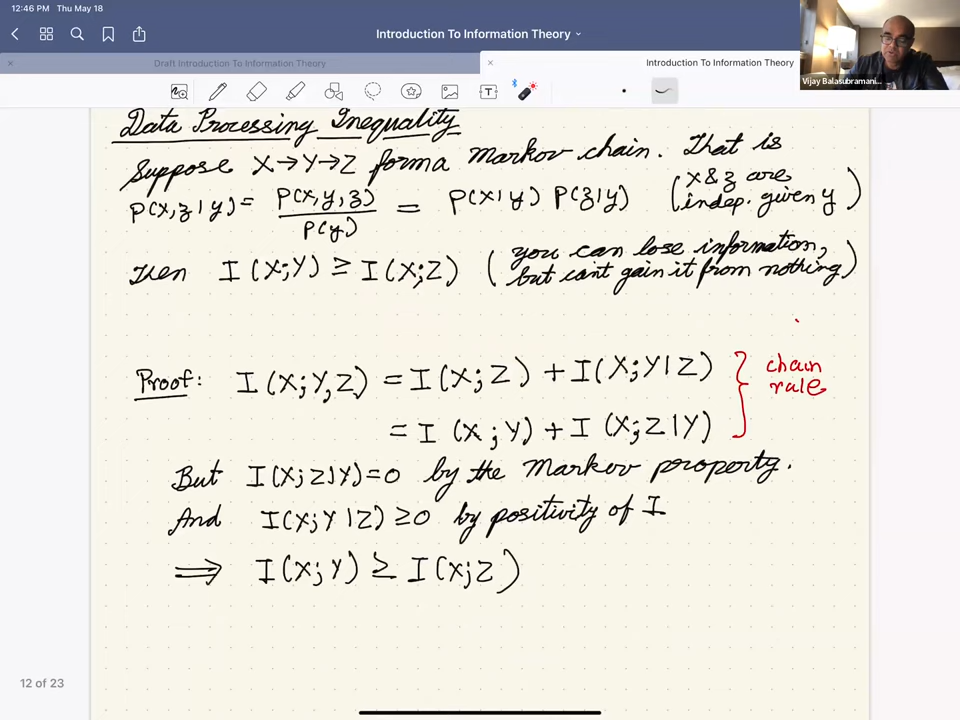 12:46 PM Thu May 18
Introduction To Information Theory
Draft Introduction To Information Theory
Introduction To Information Theory
Vijay Balasubramani...
Data Processing Inequality
Suppose X→Y→Z form a Markov chain. That is
P(x,z|y) = P(x,y,z)/P(y) = P(x|y) P(z|y) (x & z are indep. given y)
Then I(X;Y) ≥ I(X;Z) (you can lose information, but can't gain it from nothing)
Proof: I(X;Y,Z) = I(X;Z) + I(X;Y|Z)
= I(X;Y) + I(X;Z|Y)
} chain rule
But I(X;Z|Y)=0 by the Markov property.
And I(X;Y|Z) ≥0 by positivity of I
⟹ I(X;Y) ≥ I(X;Z)
12 of 23